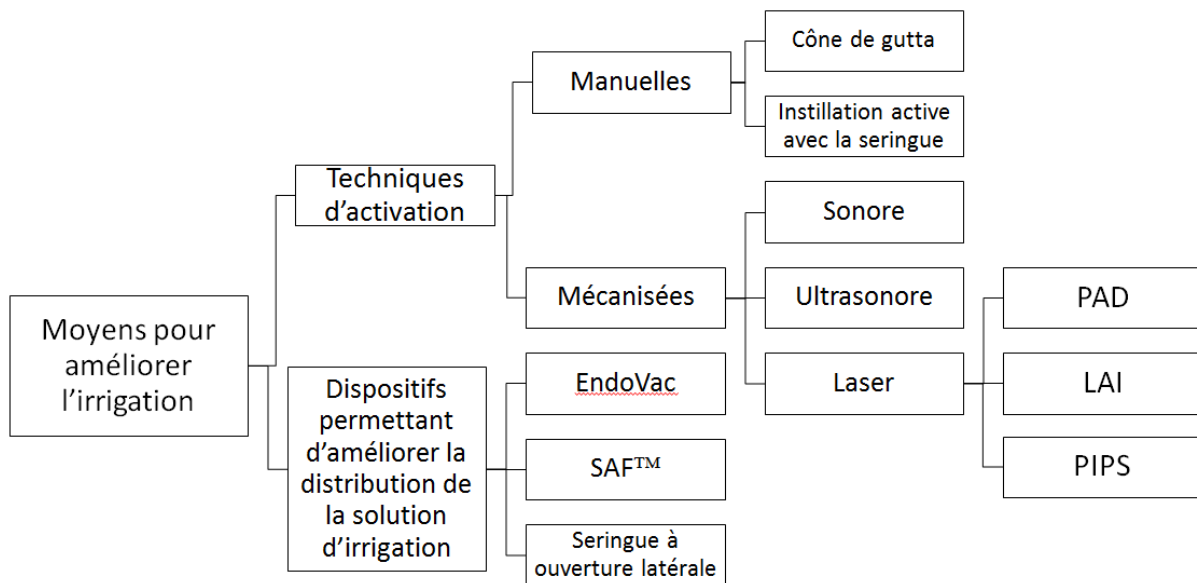 Moyens pour
améliorer
l’irrigation
Techniques
d’activation
Manuelles
Cône de gutta
Instillation active
avec la seringue
Mécanisées
Sonore
Ultrasonore
Laser
PAD
LAI
PIPS
Dispositifs
permettant
d’améliorer la
distribution de
la solution
d’irrigation
EndoVac
SAF™
Seringue à
ouverture latérale